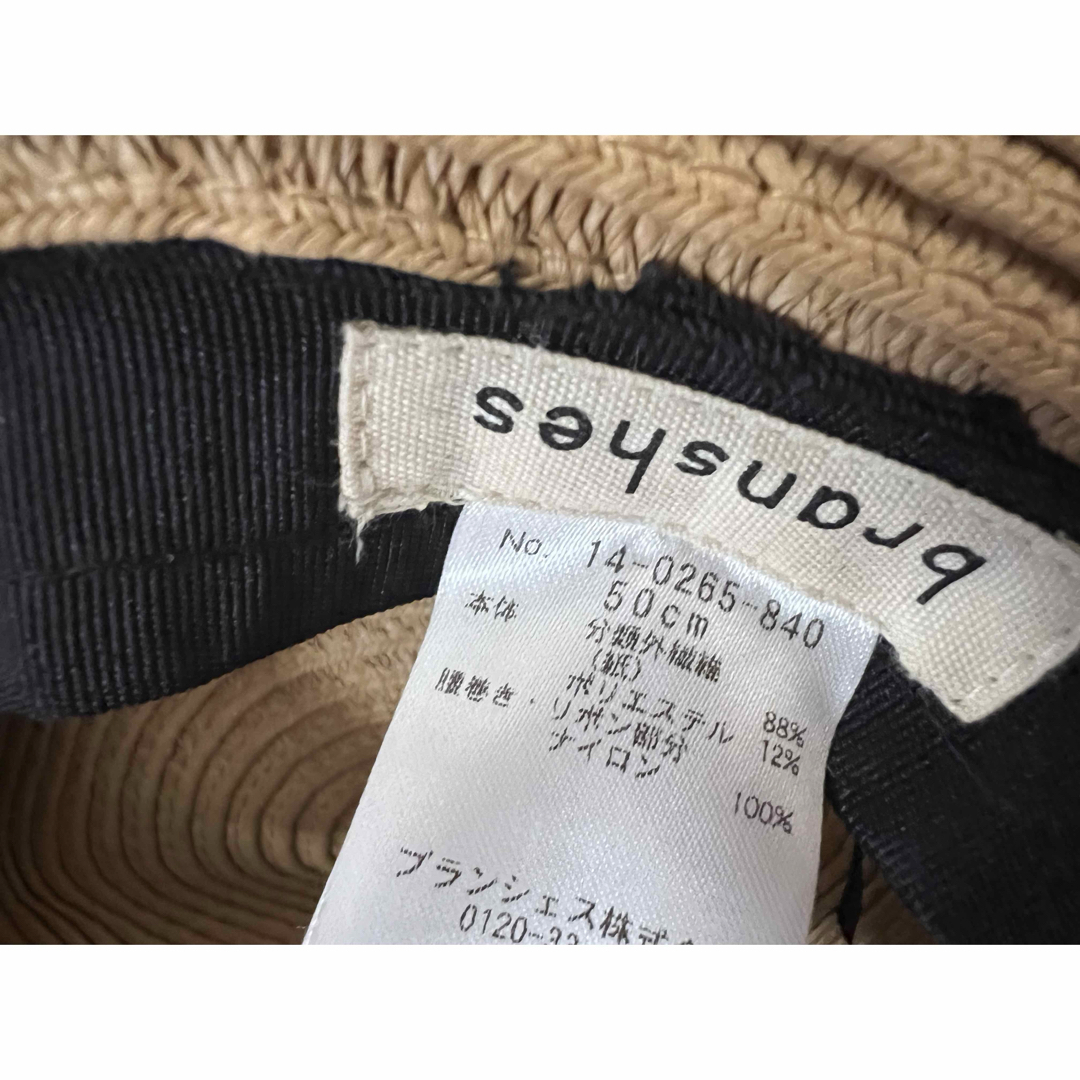 branshes
No. 14-0265-840
50cm
本体 分類外繊維
(紙) 88%
ポリエステル 12%
腰巻き・リボン部分
ナイロン 100%
ブランシェス株式
0120-